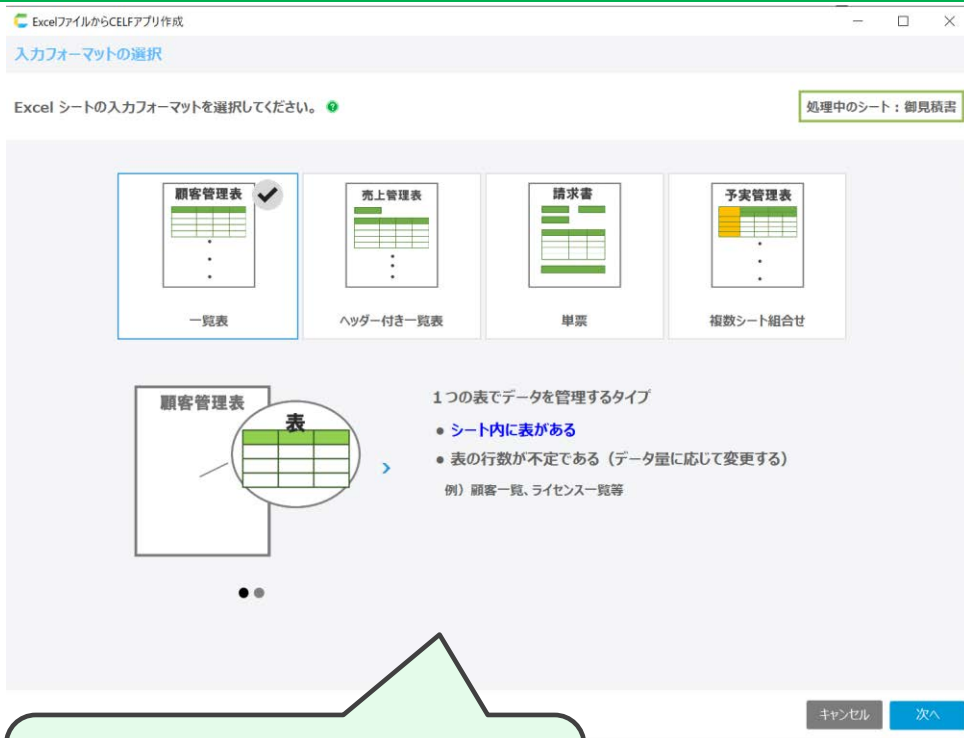 ExcelファイルからCELFアプリ作成
入力フォーマットの選択
Excel シートの入力フォーマットを選択してください。
処理中のシート：御見積書
顧客管理表
売上管理表
請求書
予実管理表
一覧表
ヘッダー付き一覧表
単票
複数シート組合せ
顧客管理表
表
1つの表でデータを管理するタイプ
● シート内に表がある
● 表の行数が不定である（データ量に応じて変更する）
例）顧客一覧、ライセンス一覧等
キャンセル
次へ